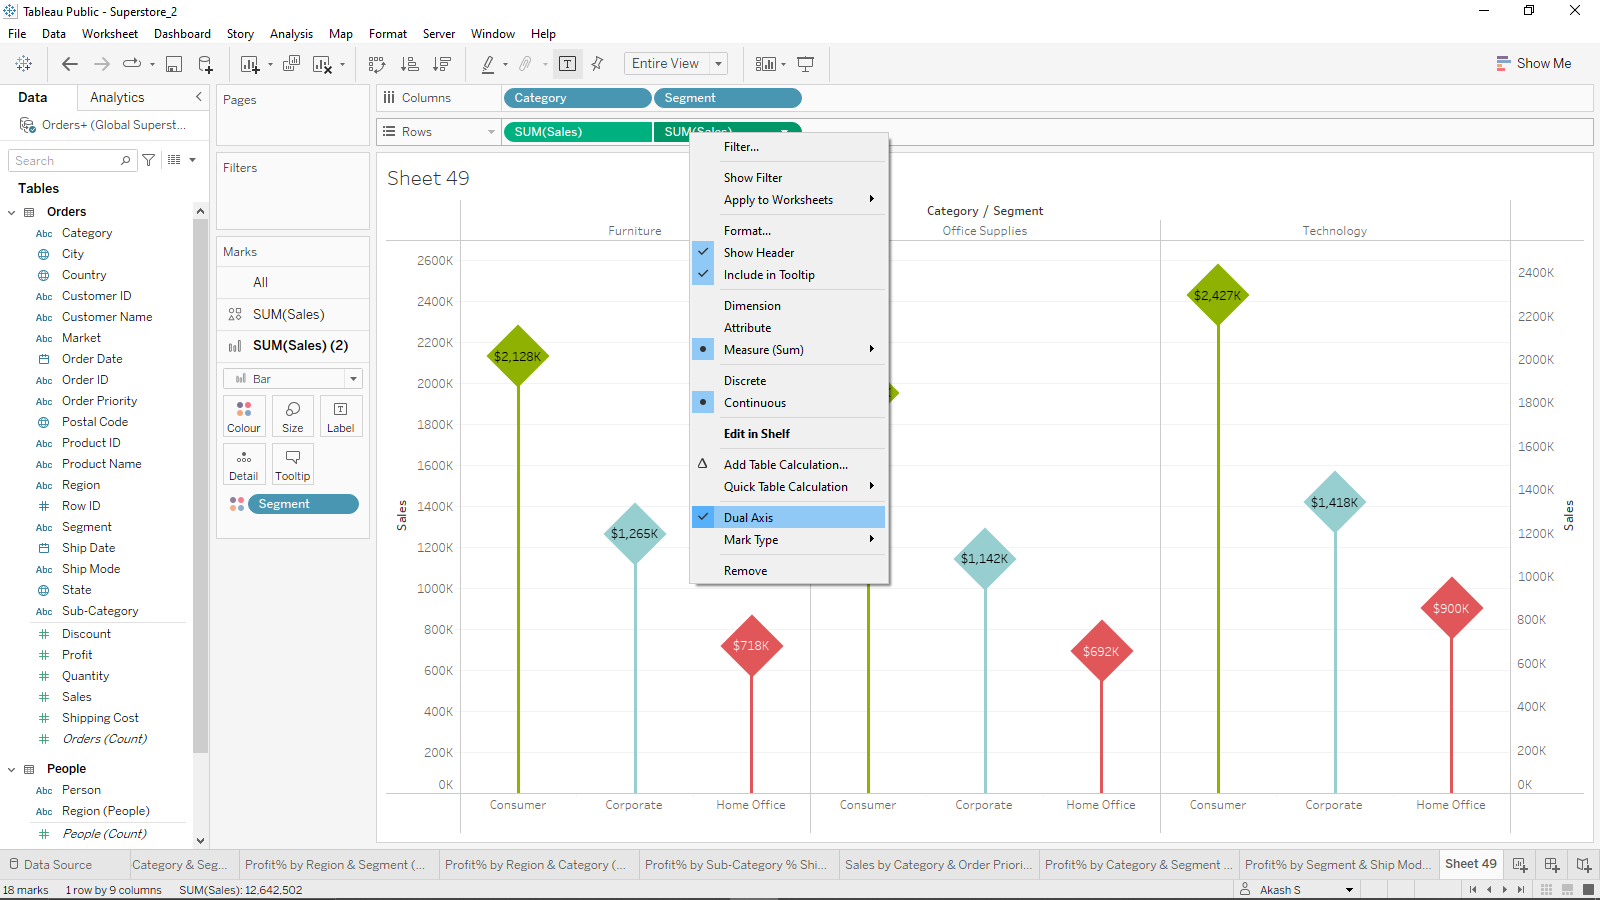 Tableau Public - Superstore_2
File Data Worksheet Dashboard Story Analysis Map Format Server Window Help
Entire View
Show Me
Data Analytics
Orders+ (Global Superst...
Search
Tables
Orders
Abc Category
City
Country
Abc Customer ID
Abc Customer Name
Abc Market
Order Date
Abc Order ID
Abc Order Priority
Postal Code
Abc Product ID
Abc Product Name
Abc Region
Row ID
Abc Segment
Ship Date
Abc Ship Mode
State
Abc Sub-Category
Discount
Profit
Quantity
Sales
Shipping Cost
Orders (Count)
People
Abc Person
Abc Region (People)
People (Count)
Pages
Filters
Marks
All
SUM(Sales)
SUM(Sales) (2)
Bar
Colour Size Label
Detail Tooltip
Segment
Columns Category Segment
Rows SUM(Sales) SUM(Sales)
Sheet 49
Category / Segment
Furniture Office Supplies Technology
Filter...
Show Filter
Apply to Worksheets
Format...
Show Header
Include in Tooltip
Dimension
Attribute
Measure (Sum)
Discrete
Continuous
Edit in Shelf
Add Table Calculation...
Quick Table Calculation
Dual Axis
Mark Type
Remove
Sales
2600K
2400K
2200K
2000K
1800K
1600K
1400K
1200K
1000K
800K
600K
400K
200K
0K
$2,128K
$1,265K
$718K
$1,142K
$692K
$2,427K
$1,418K
$900K
2400K
2200K
2000K
1800K
1600K
1400K
1200K
1000K
800K
600K
400K
200K
0K
Sales
Consumer Corporate Home Office Consumer Corporate Home Office Consumer Corporate Home Office
Data Source Category & Seg... Profit% by Region & Segment (... Profit% by Region & Category (... Profit% by Sub-Category % Shi... Sales by Category & Order Priori... Profit% by Category & Segment ... Profit% by Segment & Ship Mod... Sheet 49
18 marks 1 row by 9 columns SUM(Sales): 12,642,502 Akash S